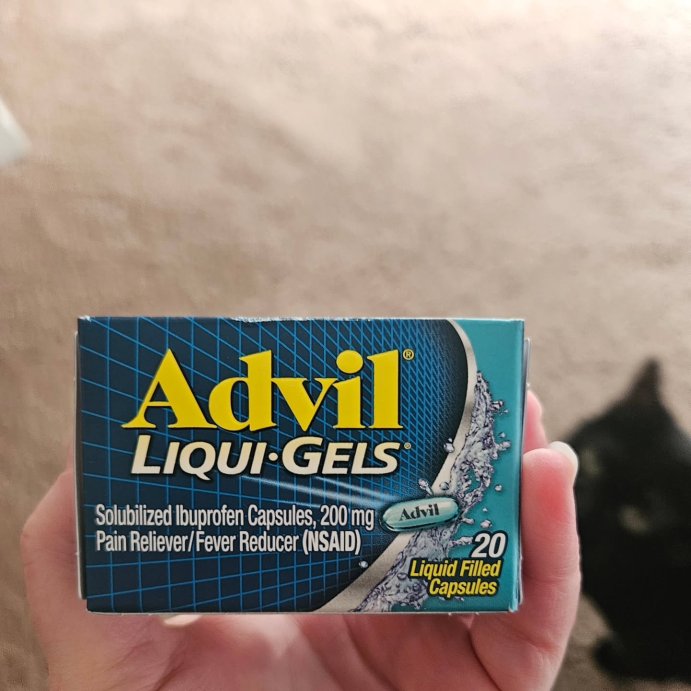 Advil®
LIQUI·GELS®
Solubilized Ibuprofen Capsules, 200 mg
Pain Reliever/Fever Reducer (NSAID)
Advil
20
Liquid Filled
Capsules